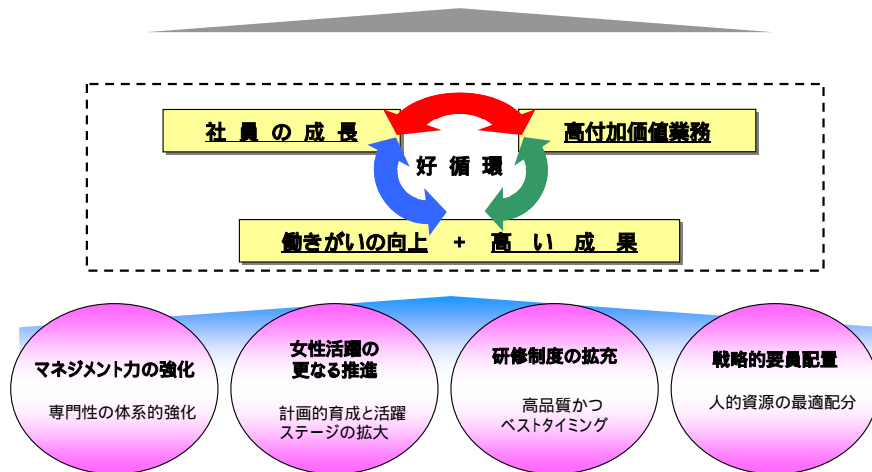 社員の成長
高付加価値業務
好循環
働きがいの向上 + 高い成果
マネジメント力の強化
専門性の体系的強化
女性活躍の
更なる推進
計画的育成と活躍
ステージの拡大
研修制度の拡充
高品質かつ
ベストタイミング
戦略的要員配置
人的資源の最適配分